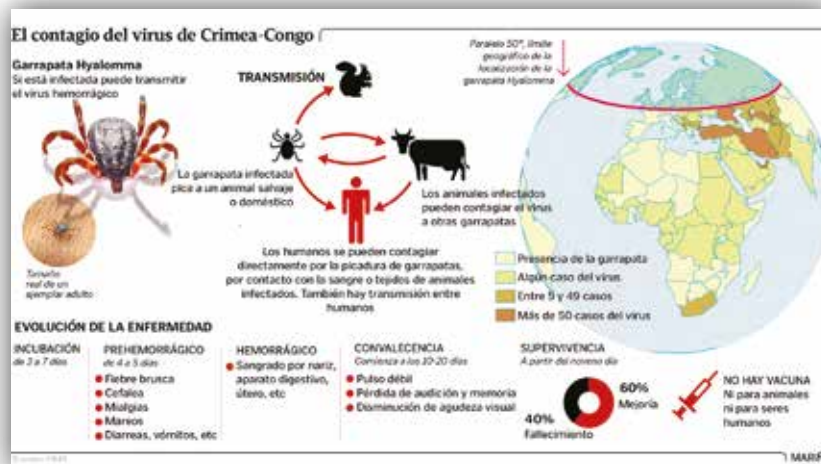 El contagio del virus de Crimea-Congo
Garrapata Hyalomma
Si está infectada puede transmitir
el virus hemorrágico
Tamaño
real de un
ejemplar adulto
TRANSMISIÓN
La garrapata infectada
pica a un animal salvaje
o doméstico
Los animales infectados
pueden contagiar el virus
a otras garrapatas
Los humanos se pueden contagiar
directamente por la picadura de garrapatas,
por contacto con la sangre o tejidos de animales
infectados. También hay transmisión entre
humanos
Paralelo 50º, límite
geográfico de la
localización de la
garrapata Hyalomma
Presencia de la garrapata
Algún caso del virus
Entre 5 y 49 casos
Más de 50 casos del virus
EVOLUCIÓN DE LA ENFERMEDAD
INCUBACIÓN
de 3 a 7 días
PREHEMORRÁGICO
de 4 a 5 días
Fiebre brusca
Cefalea
Mialgias
Mareos
Diarreas, vómitos, etc
HEMORRÁGICO
Sangrado por nariz,
aparato digestivo,
útero, etc
CONVALECENCIA
Comienza a los 10-20 días
Pulso débil
Pérdida de audición y memoria
Disminución de agudeza visual
SUPERVIVENCIA
A partir del noveno día
60%
Mejoría
40%
Fallecimiento
NO HAY VACUNA
Ni para animales
ni para seres
humanos